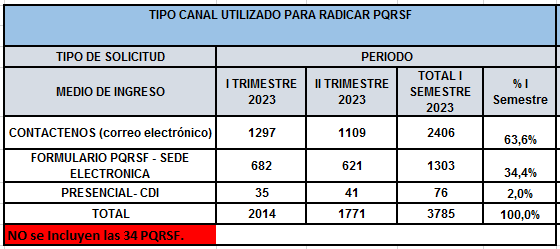 TIPO CANAL UTILIZADO PARA RADICAR PQRSF
TIPO DE SOLICITUD PERIODO
MEDIO DE INGRESO I TRIMESTRE 2023 II TRIMESTRE 2023 TOTAL I SEMESTRE 2023 % I Semestre
CONTACTENOS (correo electrónico) 1297 1109 2406 63,6%
FORMULARIO PQRSF - SEDE ELECTRONICA 682 621 1303 34,4%
PRESENCIAL- CDI 35 41 76 2,0%
TOTAL 2014 1771 3785 100,0%
NO se Incluyen las 34 PQRSF.